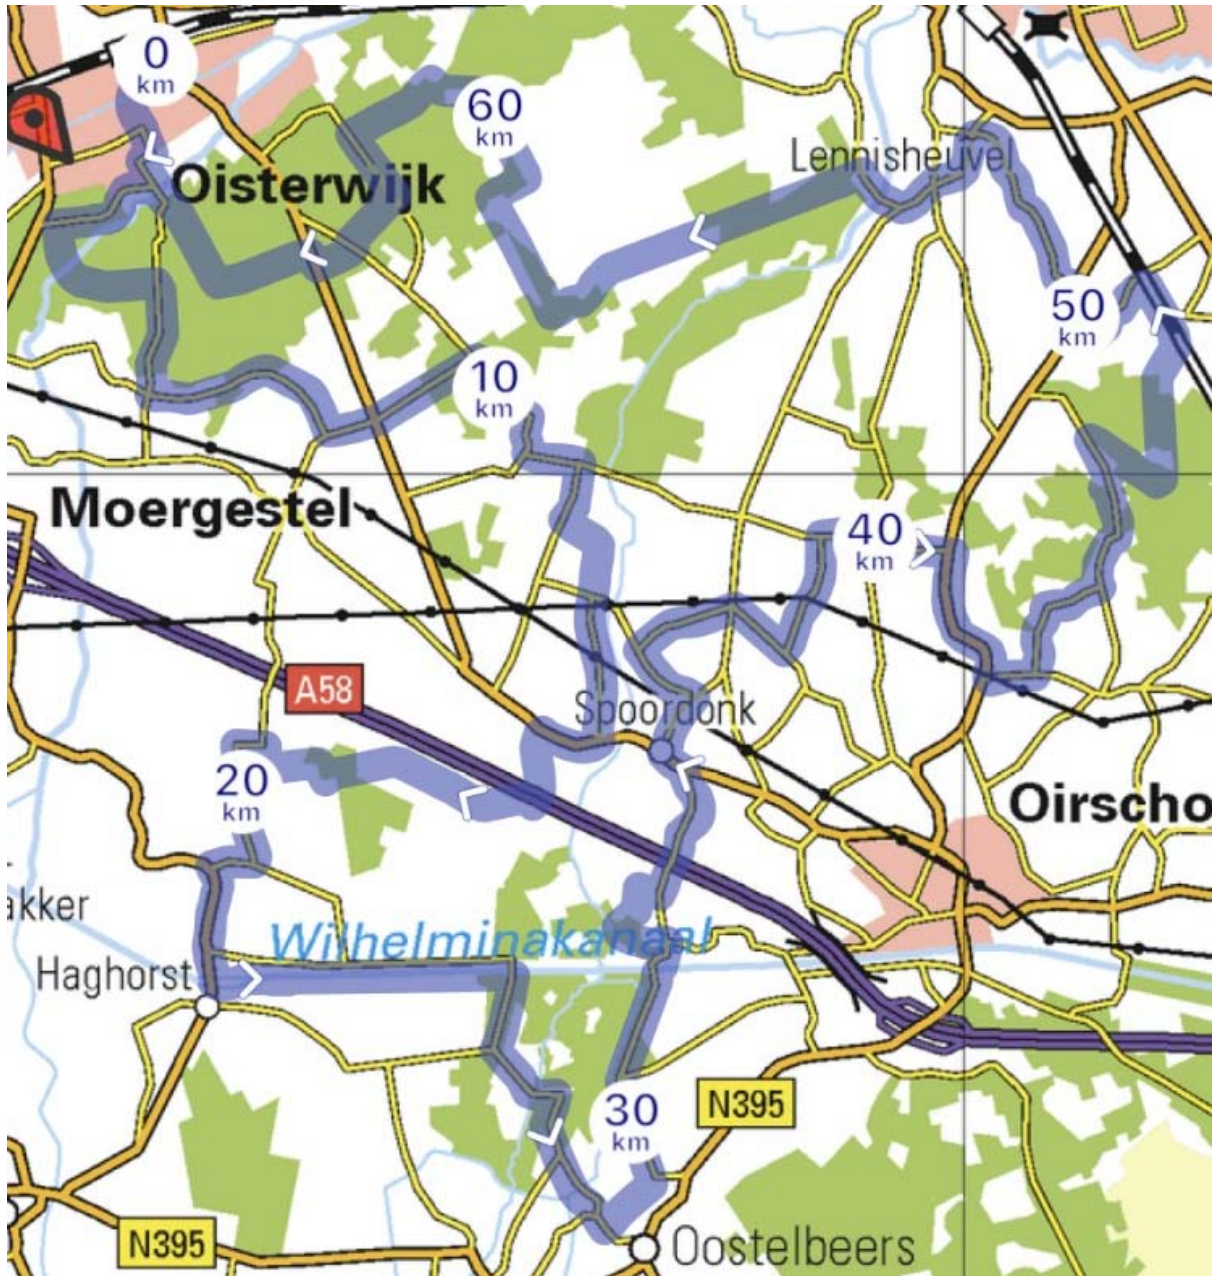 0
km
60
km
Lennisheuvel
Oisterwijk
50
km
10
km
Moergestel
40
km
A58
Spoordonk
20
km
Oirscho
akker
Wilhelminakanaal
Haghorst
30
km
N395
N395
Oostelbeers